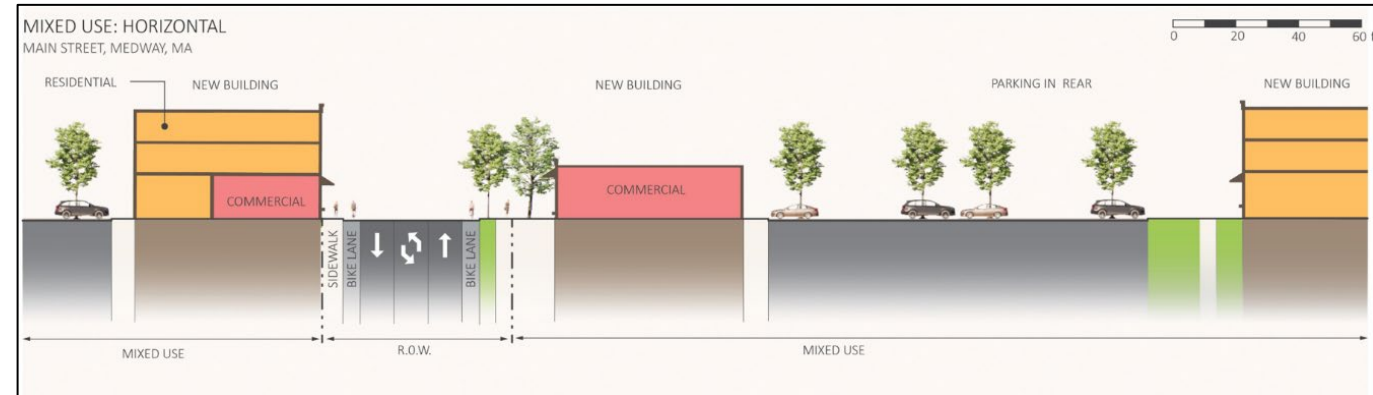 MIXED USE: HORIZONTAL
MAIN STREET, MEDWAY, MA
0 20 40 60 f
RESIDENTIAL
NEW BUILDING
NEW BUILDING
PARKING IN REAR
NEW BUILDING
COMMERCIAL
COMMERCIAL
SIDEWALK
BIKE LANE
BIKE LANE
MIXED USE
R.O.W.
MIXED USE